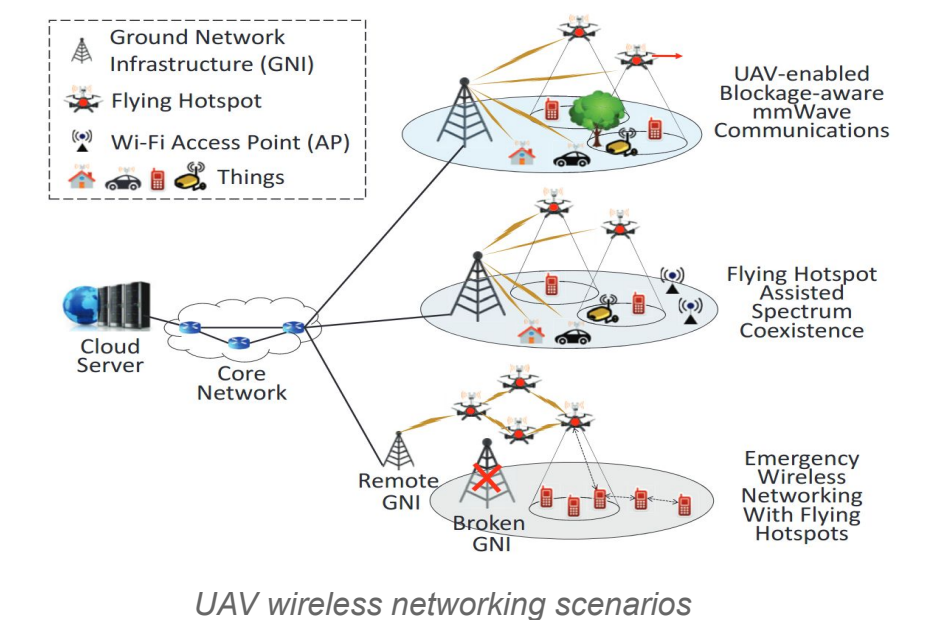 Ground Network
Infrastructure (GNI)
Flying Hotspot
Wi-Fi Access Point (AP)
Things
UAV-enabled
Blockage-aware
mmWave
Communications
Flying Hotspot
Assisted
Spectrum
Coexistence
Cloud
Server
Core
Network
Remote
GNI
Broken
GNI
Emergency
Wireless
Networking
With Flying
Hotspots
UAV wireless networking scenarios